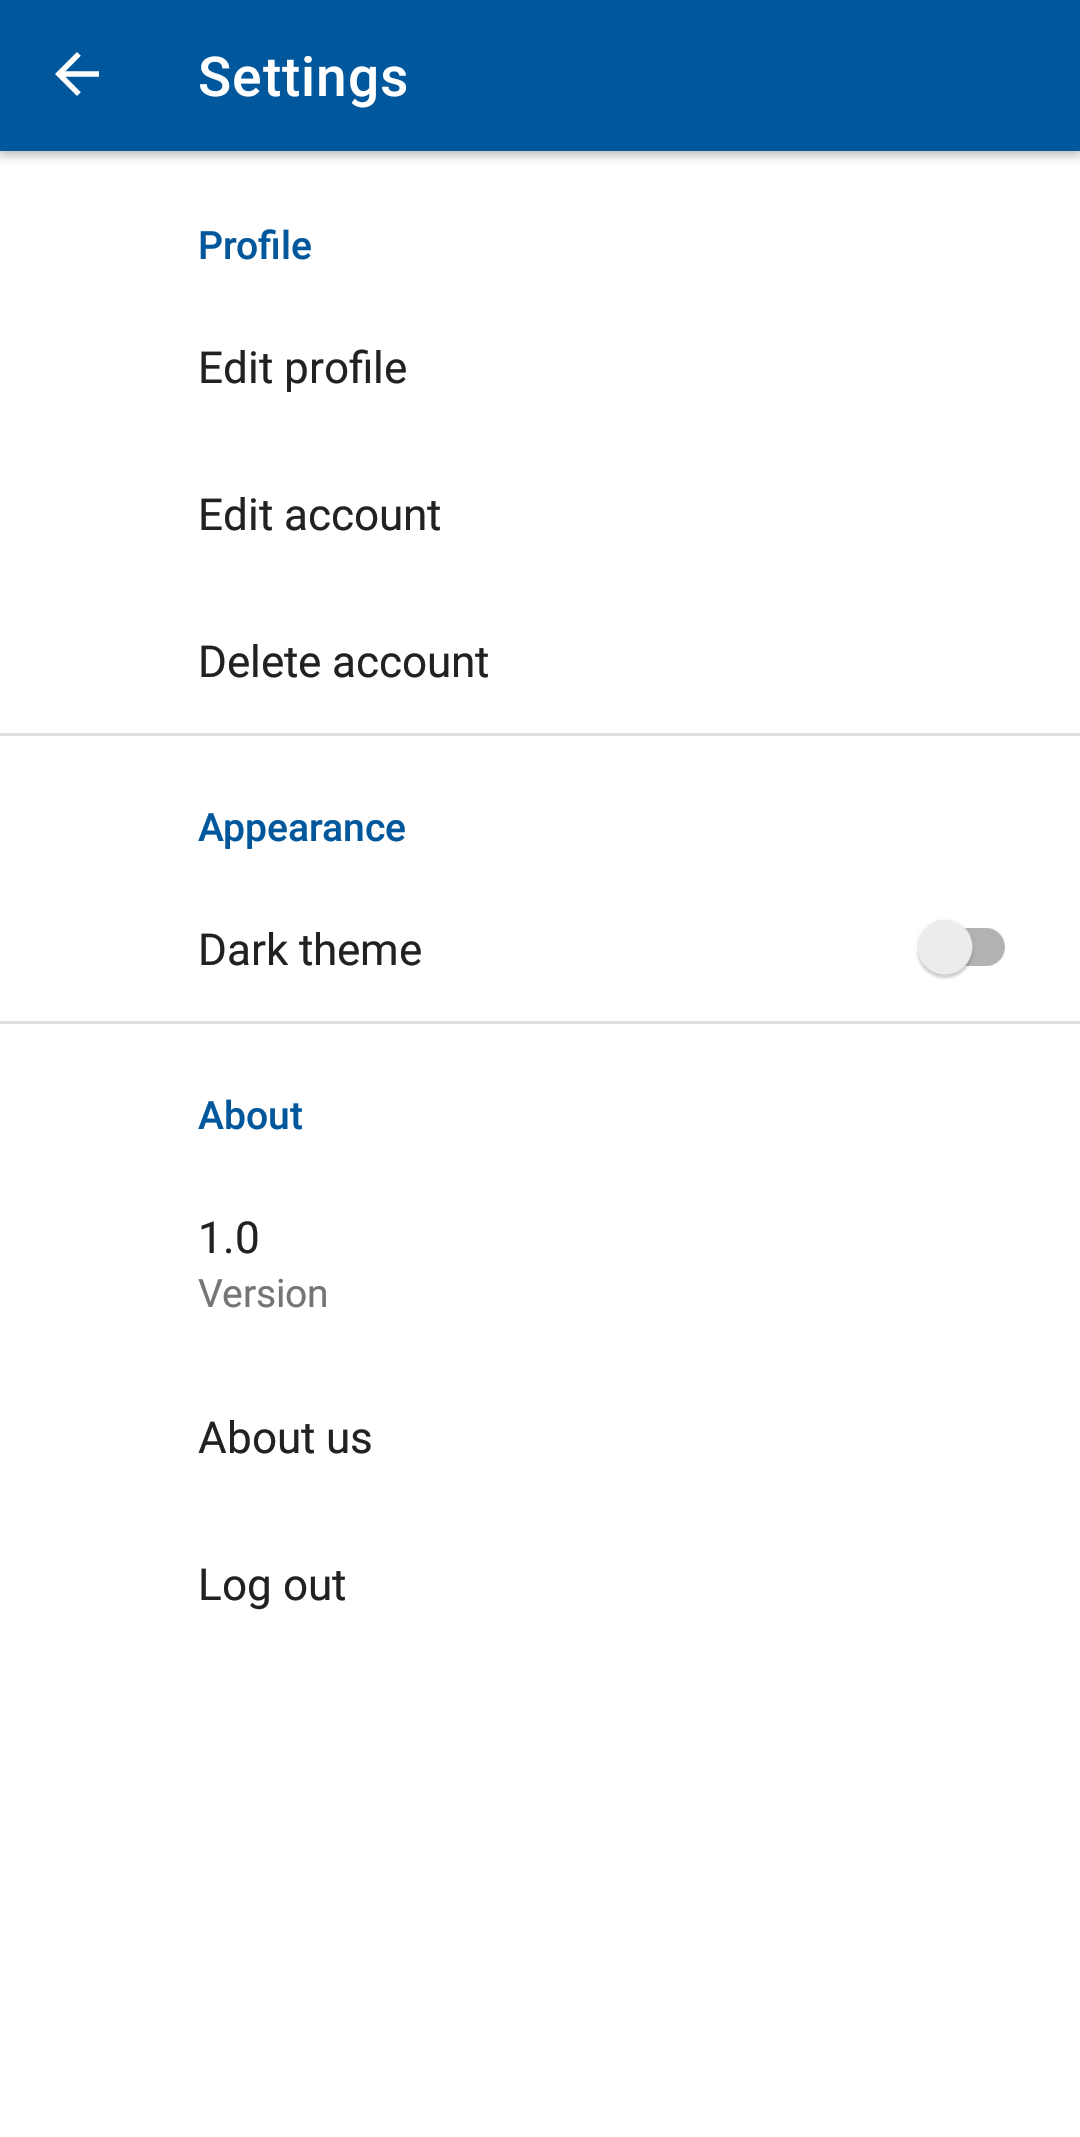 Settings
Profile
Edit profile
Edit account
Delete account
Appearance
Dark theme
About
1.0
Version
About us
Log out